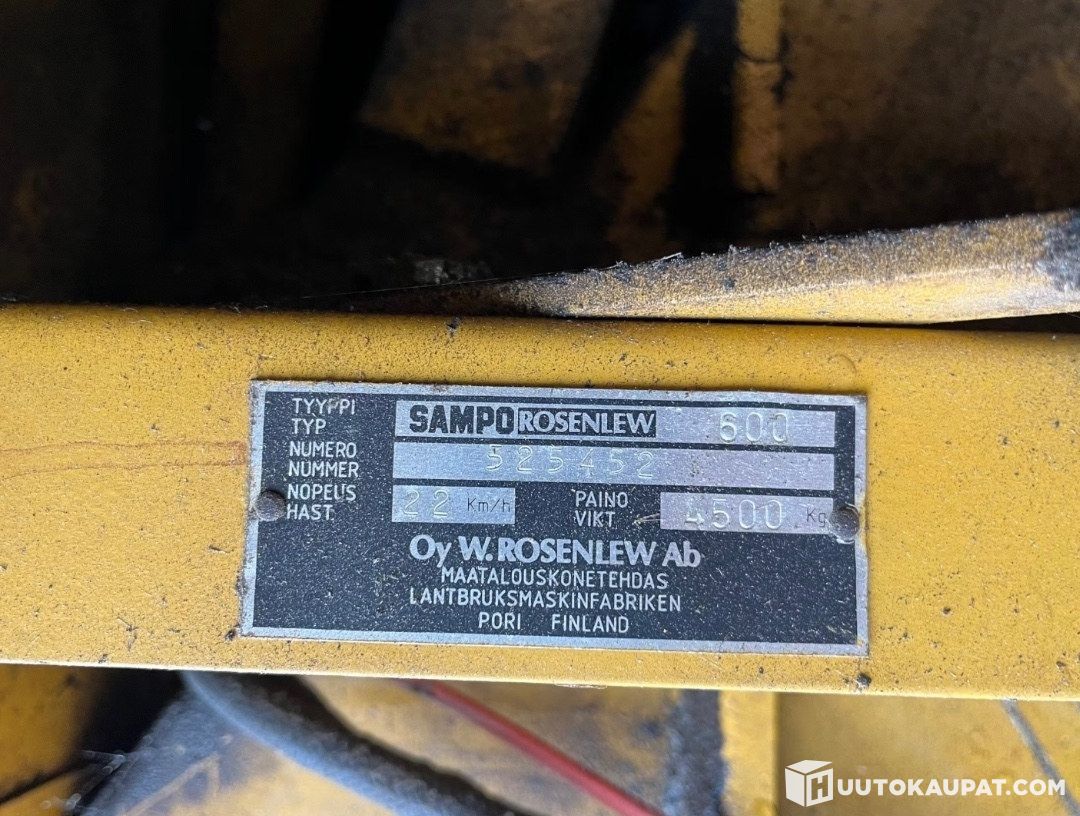 TYYPPI
TYP SAMPO ROSENLEW 600
NUMERO
NUMMER 325452
NOPEUS
HAST. 22 Km/h PAINO
VIKT 4500 Kg
Oy W. ROSENLEW Ab
MAATALOUSKONETEHDAS
LANTBRUKSMASKINFABRIKEN
PORI FINLAND
HUUTOKAUPAT.COM